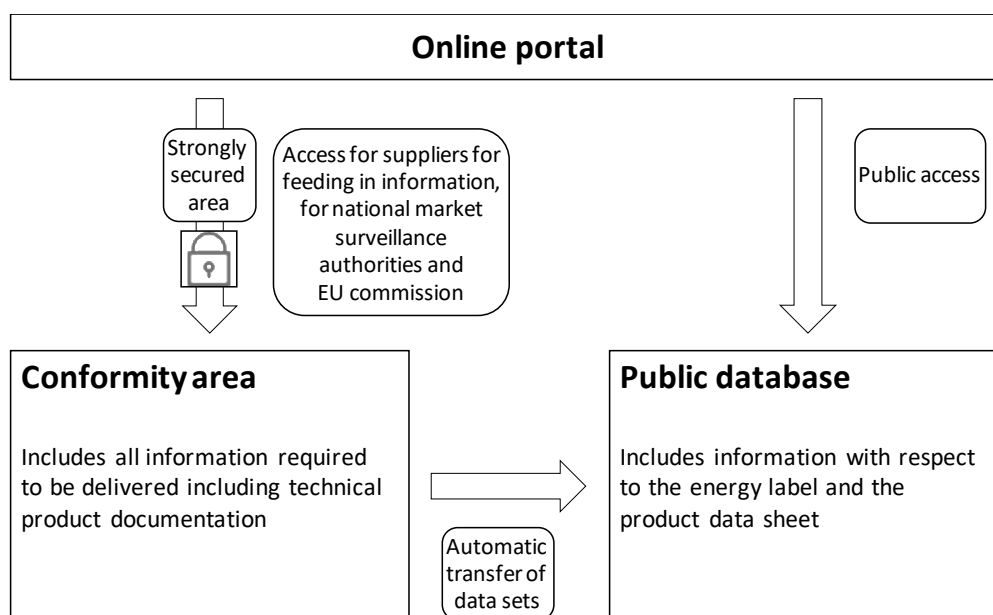 Online portal
Strongly
secured
area
Access for suppliers for
feeding in information,
for national market
surveillance
authorities and
EU commission
Public access
Conformity area
Includes all information required
to be delivered including technical
product documentation
Automatic
transfer of
data sets
Public database
Includes information with respect
to the energy label and the
product data sheet